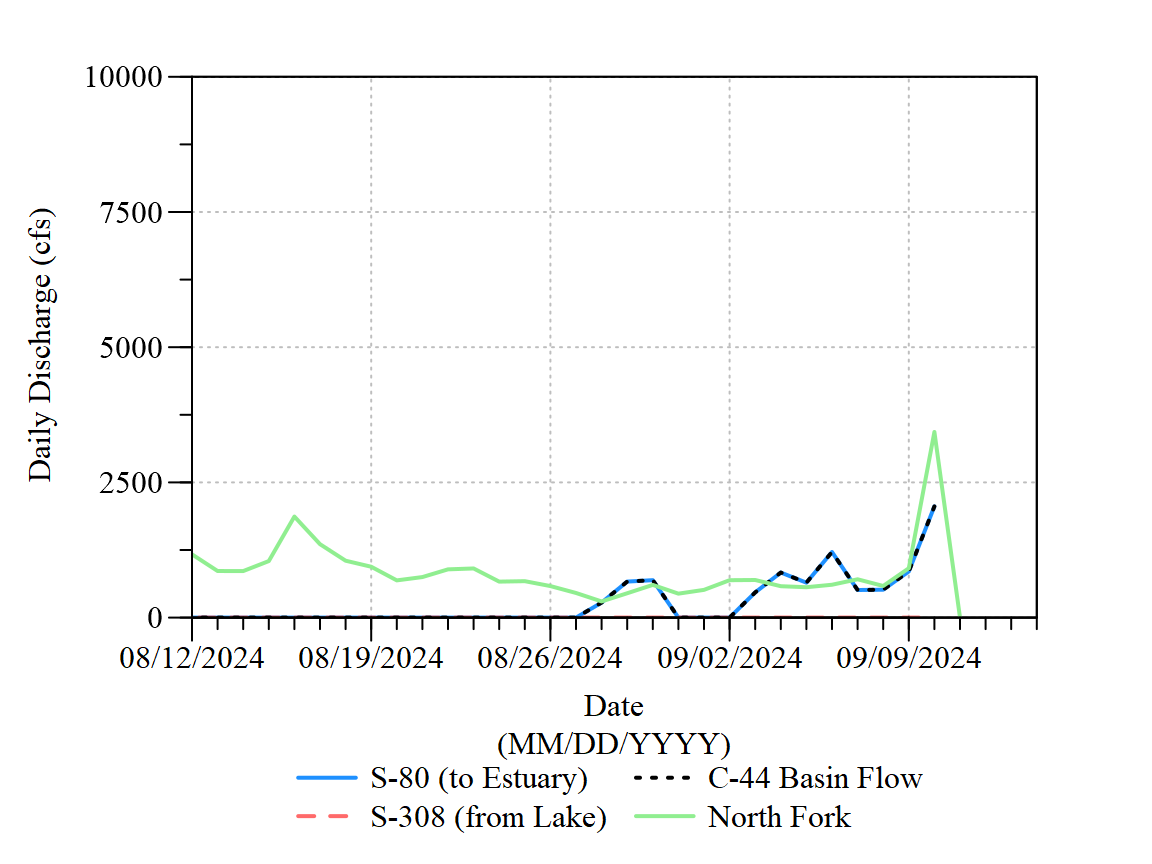 10000
7500
5000
2500
0
Daily Discharge (cfs)
08/12/2024 08/19/2024 08/26/2024 09/02/2024 09/09/2024
Date
(MM/DD/YYYY)
S-80 (to Estuary) C-44 Basin Flow
S-308 (from Lake) North Fork